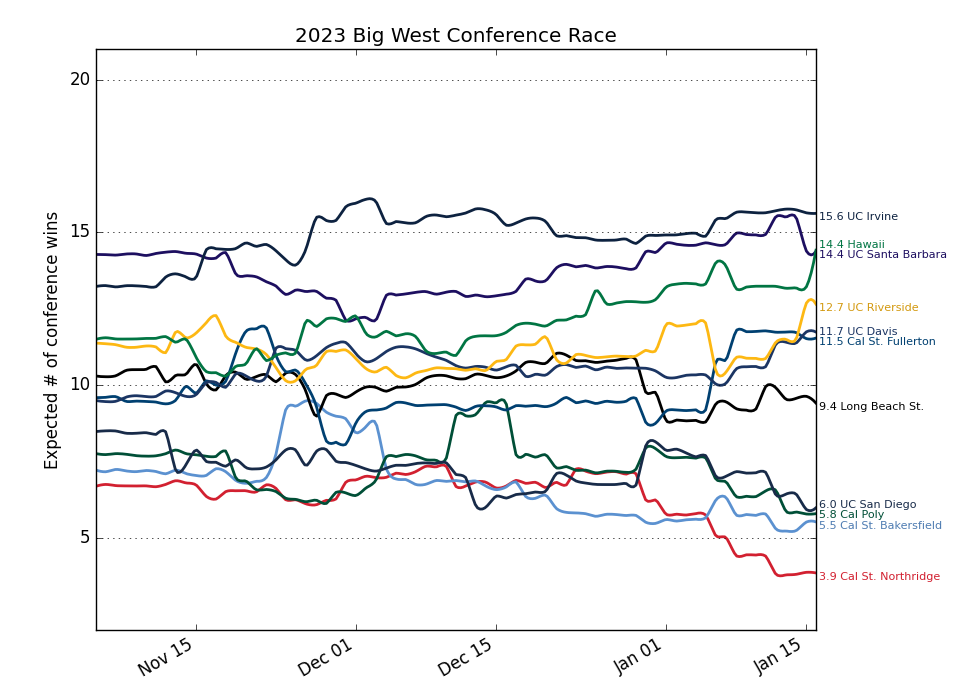 2023 Big West Conference Race
Expected # of conference wins
20
15
10
5
Nov 15
Dec 01
Dec 15
Jan 01
Jan 15
15.6 UC Irvine
14.4 Hawaii
14.4 UC Santa Barbara
12.7 UC Riverside
11.7 UC Davis
11.5 Cal St. Fullerton
9.4 Long Beach St.
6.0 UC San Diego
5.8 Cal Poly
5.5 Cal St. Bakersfield
3.9 Cal St. Northridge